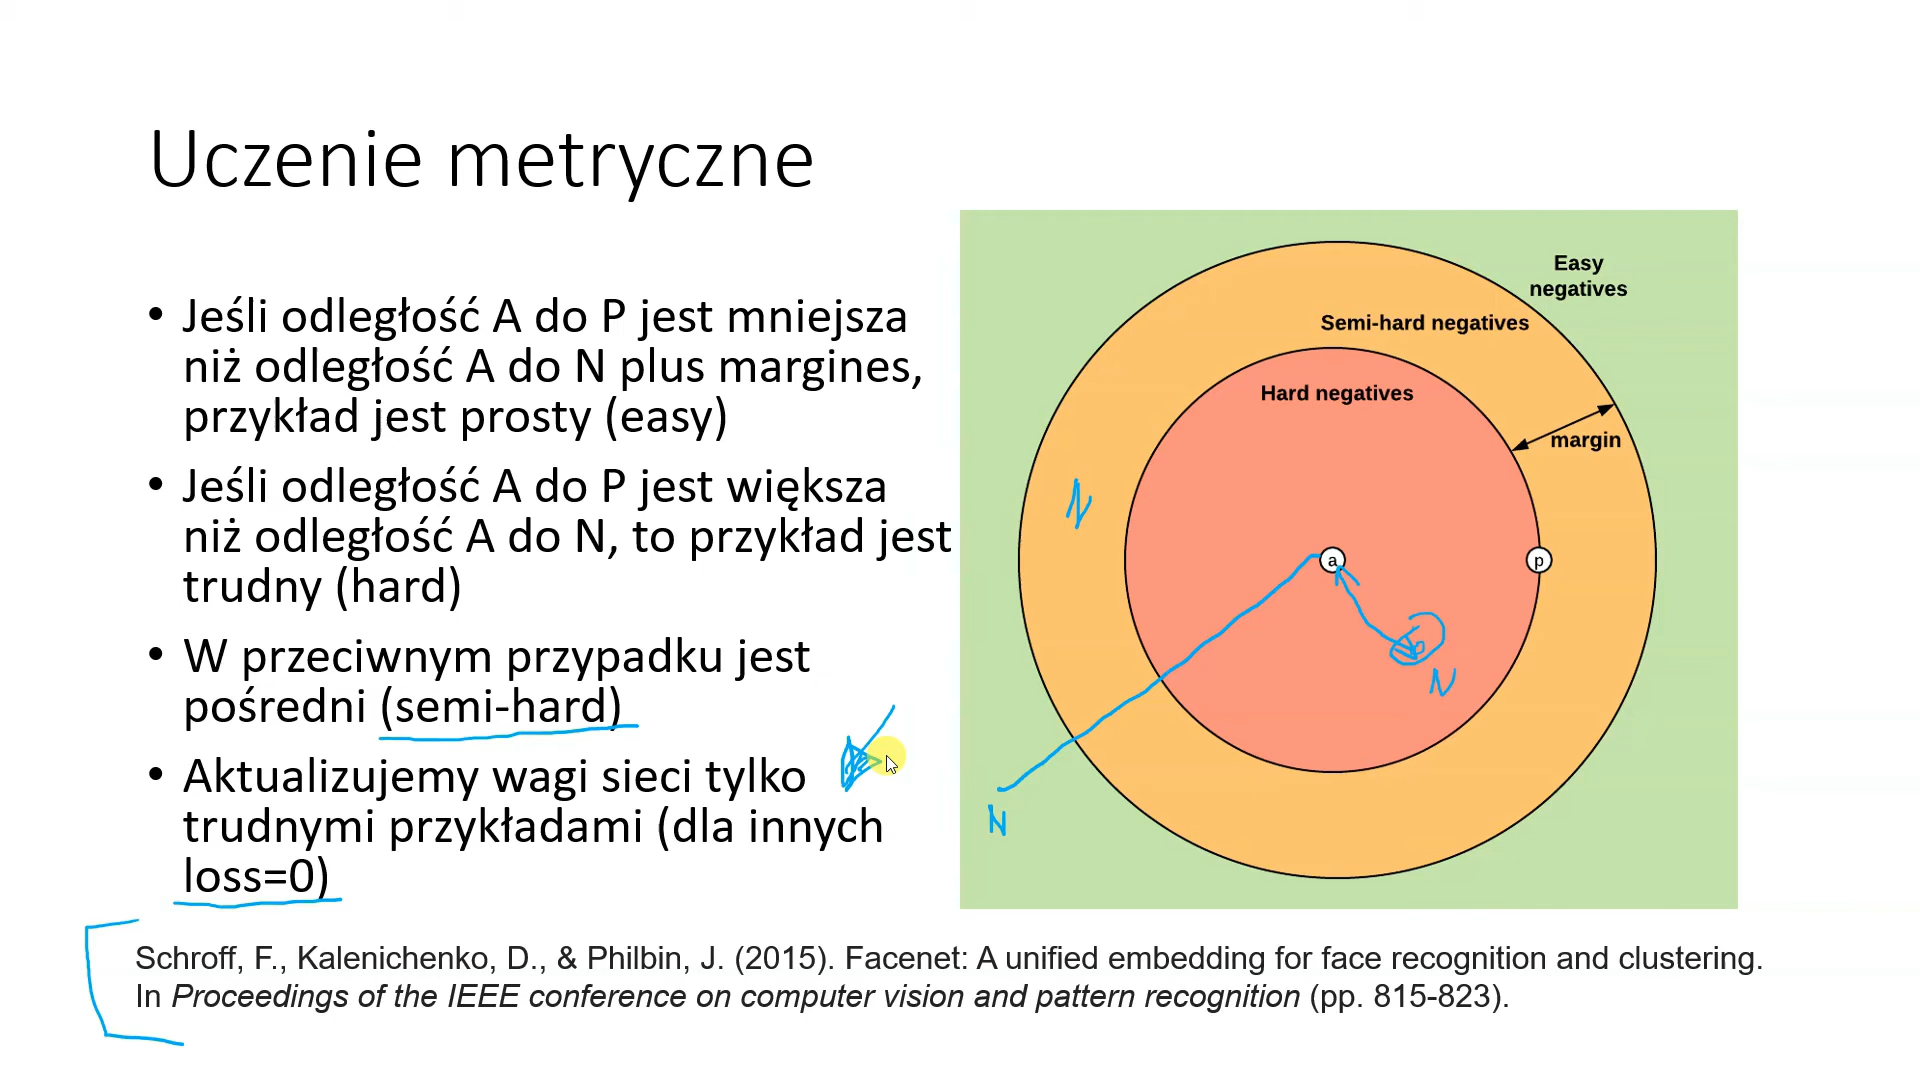 Uczenie metryczne
• Jeśli odległość A do P jest mniejsza
niż odległość A do N plus margines,
przykład jest prosty (easy)
• Jeśli odległość A do P jest większa
niż odległość A do N, to przykład jest
trudny (hard)
• W przeciwnym przypadku jest
pośredni (semi-hard)
• Aktualizujemy wagi sieci tylko
trudnymi przykładami (dla innych
loss=0)
Easy
negatives
Semi-hard negatives
Hard negatives
margin
N
a
p
N
N
Schroff, F., Kalenichenko, D., & Philbin, J. (2015). Facenet: A unified embedding for face recognition and clustering.
In Proceedings of the IEEE conference on computer vision and pattern recognition (pp. 815-823).